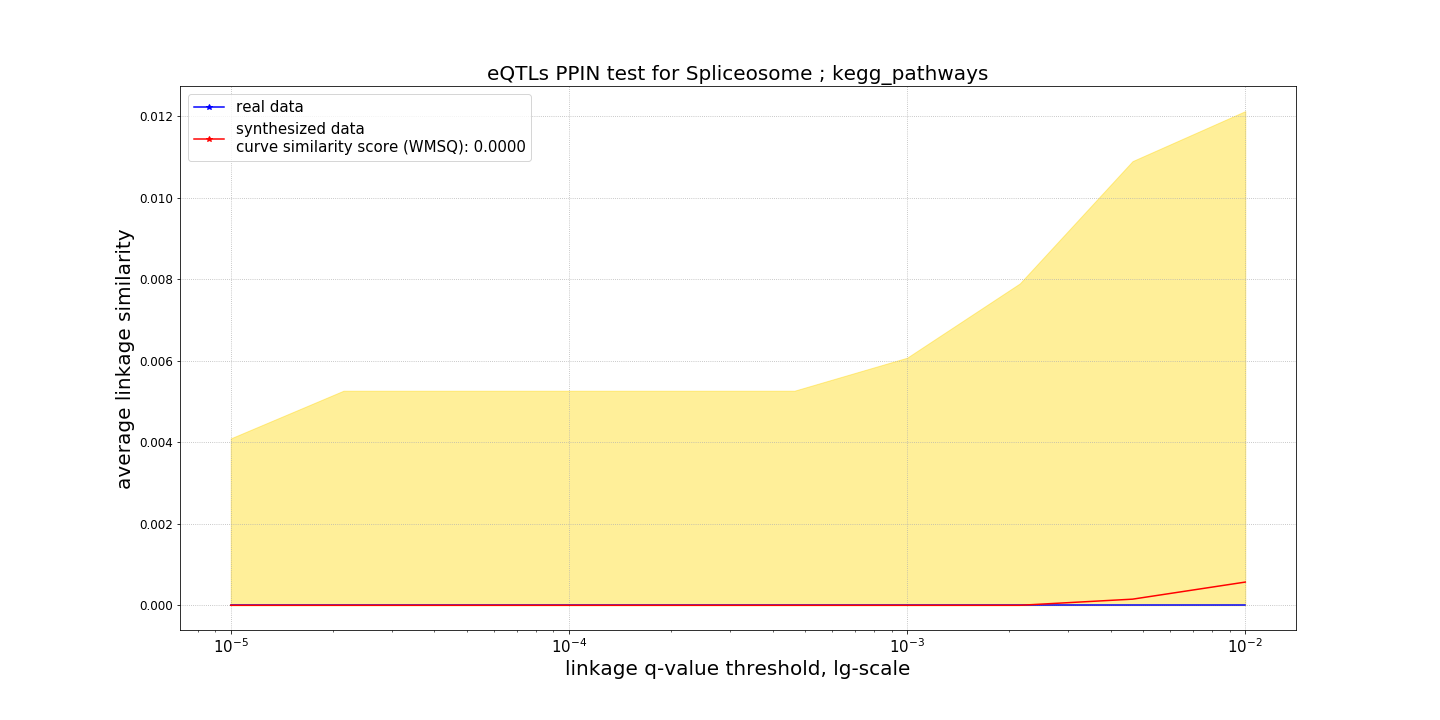 eQTLs PPIN test for Spliceosome ; kegg_pathways
real data
synthesized data
curve similarity score (WMSQ): 0.0000
0.012
0.010
0.008
0.006
0.004
0.002
0.000
average linkage similarity
10⁻⁵
10⁻⁴
10⁻³
10⁻²
linkage q-value threshold, lg-scale